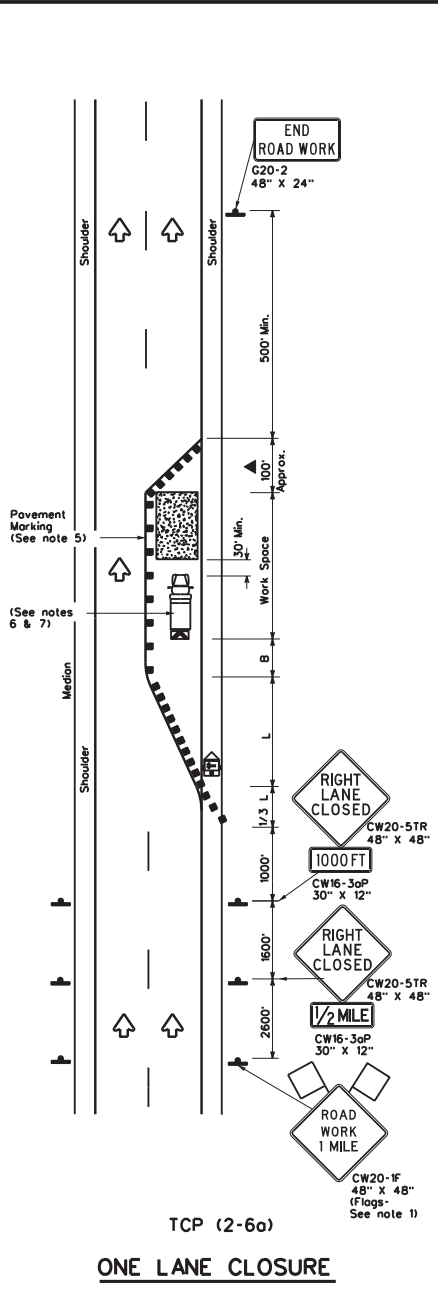 END
ROAD WORK
G20-2
48" X 24"
Shoulder
Shoulder
500' Min.
100'
Approx.
Pavement
Marking
(See note 5)
30' Min.
Work Space
(See notes
6 & 7)
B
Median
L
Shoulder
1/3 L
RIGHT
LANE
CLOSED
CW20-5TR
48" X 48"
1000'
1000 FT
CW16-3aP
30" X 12"
1600'
RIGHT
LANE
CLOSED
CW20-5TR
48" X 48"
1/2 MILE
CW16-3aP
30" X 12"
2600'
ROAD
WORK
1 MILE
CW20-1F
48" X 48"
(Flags-
See note 1)
TCP (2-6a)
ONE LANE CLOSURE